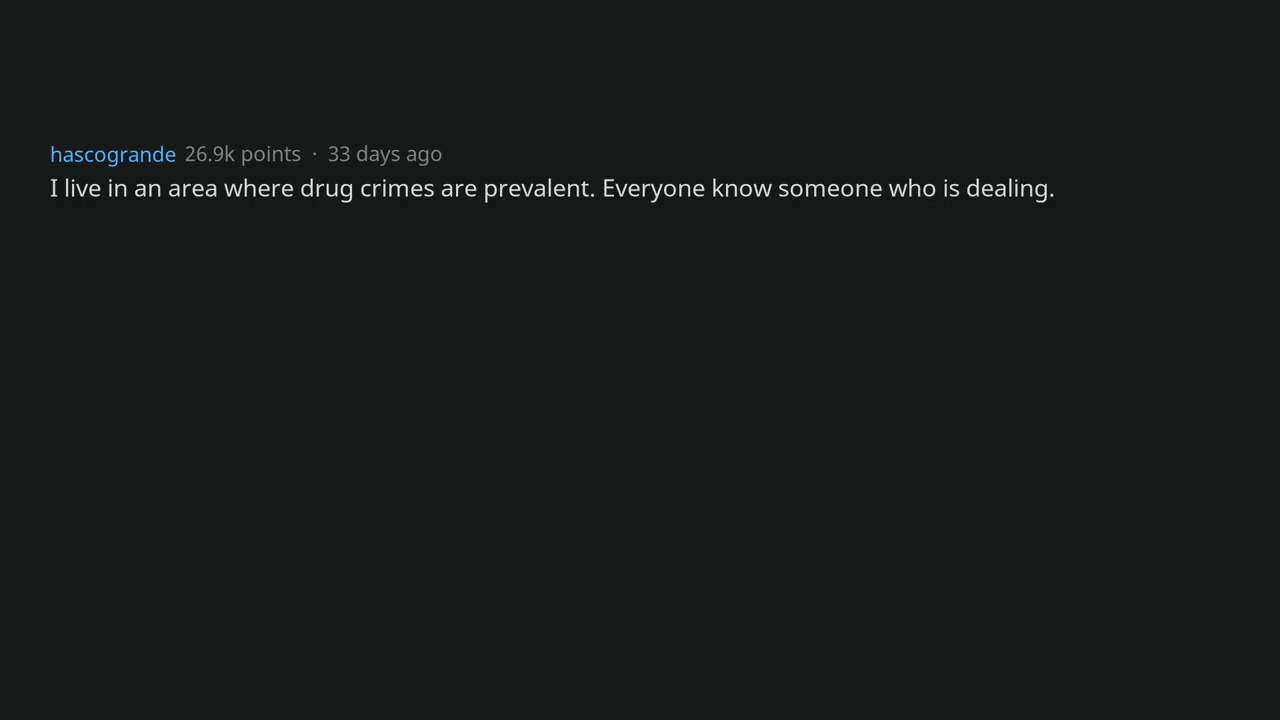 hascogrande 26.9k points · 33 days ago
I live in an area where drug crimes are prevalent. Everyone know someone who is dealing.